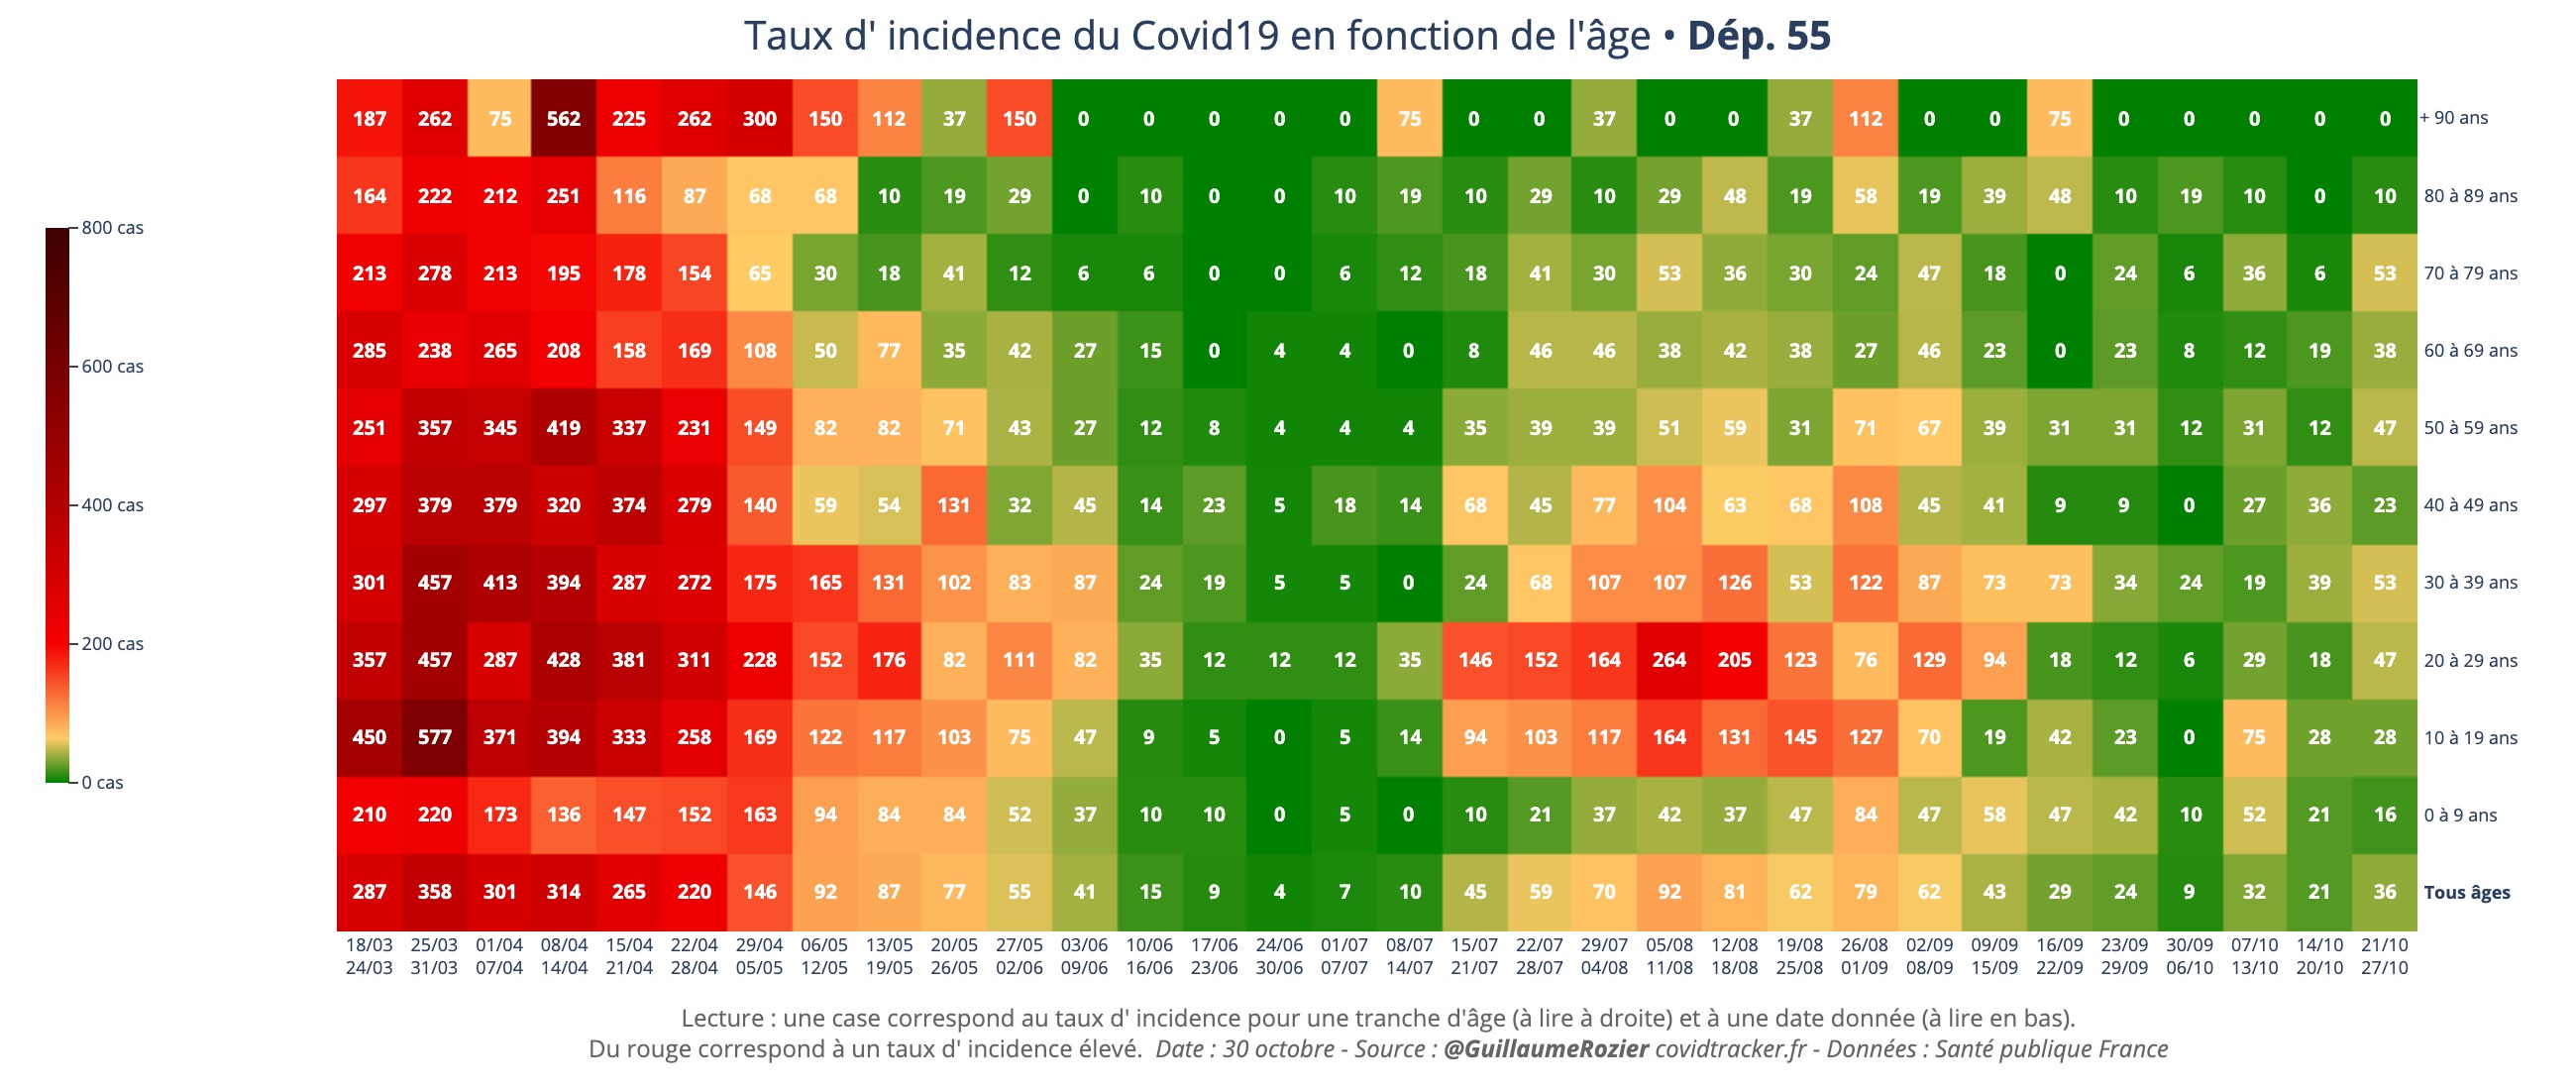 Taux d' incidence du Covid19 en fonction de l'âge • Dép. 55
187 262 75 562 225 262 300 150 112 37 150 0 0 0 0 0 75 0 0 37 0 0 37 112 0 0 75 0 0 0 0 0 + 90 ans
164 222 212 251 116 87 68 68 10 19 29 0 10 0 0 10 19 10 29 10 29 48 19 58 19 39 48 10 19 10 0 10 80 à 89 ans
800 cas
213 278 213 195 178 154 65 30 18 41 12 6 6 0 0 6 12 18 41 30 53 36 30 24 47 18 0 24 6 36 6 53 70 à 79 ans
285 238 265 208 158 169 108 50 77 35 42 27 15 0 4 4 0 8 46 46 38 42 38 27 46 23 0 23 8 12 19 38 60 à 69 ans
600 cas
251 357 345 419 337 231 149 82 82 71 43 27 12 8 4 4 4 35 39 39 51 59 31 71 67 39 31 31 12 31 12 47 50 à 59 ans
400 cas
297 379 379 320 374 279 140 59 54 131 32 45 14 23 5 18 14 68 45 77 104 63 68 108 45 41 9 9 0 27 36 23 40 à 49 ans
301 457 413 394 287 272 175 165 131 102 83 87 24 19 5 5 0 24 68 107 107 126 53 122 87 73 73 34 24 19 39 53 30 à 39 ans
200 cas
357 457 287 428 381 311 228 152 176 82 111 82 35 12 12 12 35 146 152 164 264 205 123 76 129 94 18 12 6 29 18 47 20 à 29 ans
450 577 371 394 333 258 169 122 117 103 75 47 9 5 0 5 14 94 103 117 164 131 145 127 70 19 42 23 0 75 28 28 10 à 19 ans
0 cas
210 220 173 136 147 152 163 94 84 84 52 37 10 10 0 5 0 10 21 37 42 37 47 84 47 58 47 42 10 52 21 16 0 à 9 ans
287 358 301 314 265 220 146 92 87 77 55 41 15 9 4 7 10 45 59 70 92 81 62 79 62 43 29 24 9 32 21 36 Tous âges
18/03 25/03 01/04 08/04 15/04 22/04 29/04 06/05 13/05 20/05 27/05 03/06 10/06 17/06 24/06 01/07 08/07 15/07 22/07 29/07 05/08 12/08 19/08 26/08 02/09 09/09 16/09 23/09 30/09 07/10 14/10 21/10
24/03 31/03 07/04 14/04 21/04 28/04 05/05 12/05 19/05 26/05 02/06 09/06 16/06 23/06 30/06 07/07 14/07 21/07 28/07 04/08 11/08 18/08 25/08 01/09 08/09 15/09 22/09 29/09 06/10 13/10 20/10 27/10
Lecture : une case correspond au taux d' incidence pour une tranche d'âge (à lire à droite) et à une date donnée (à lire en bas).
Du rouge correspond à un taux d' incidence élevé. Date : 30 octobre - Source : @GuillaumeRozier covidtracker.fr - Données : Santé publique France